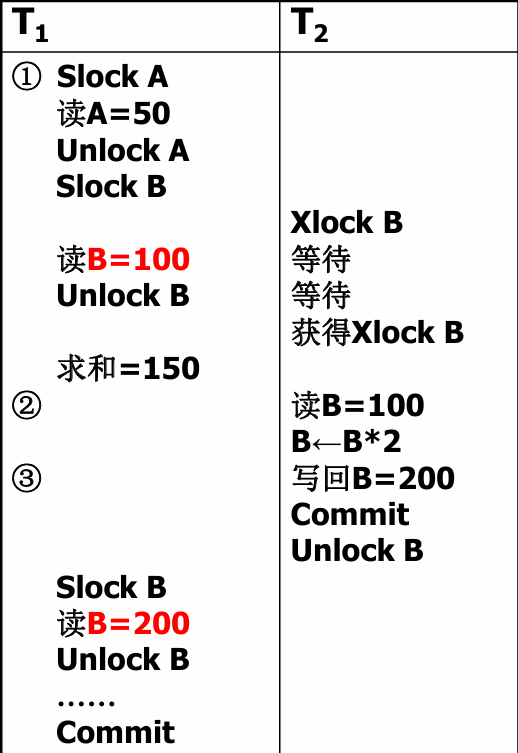 T₁ T₂
① Slock A
读A=50
Unlock A
Slock B
Xlock B
读B=100 等待
Unlock B 等待
获得Xlock B
求和=150
② 读B=100
B←B*2
③ 写回B=200
Commit
Unlock B
Slock B
读B=200
Unlock B
……
Commit